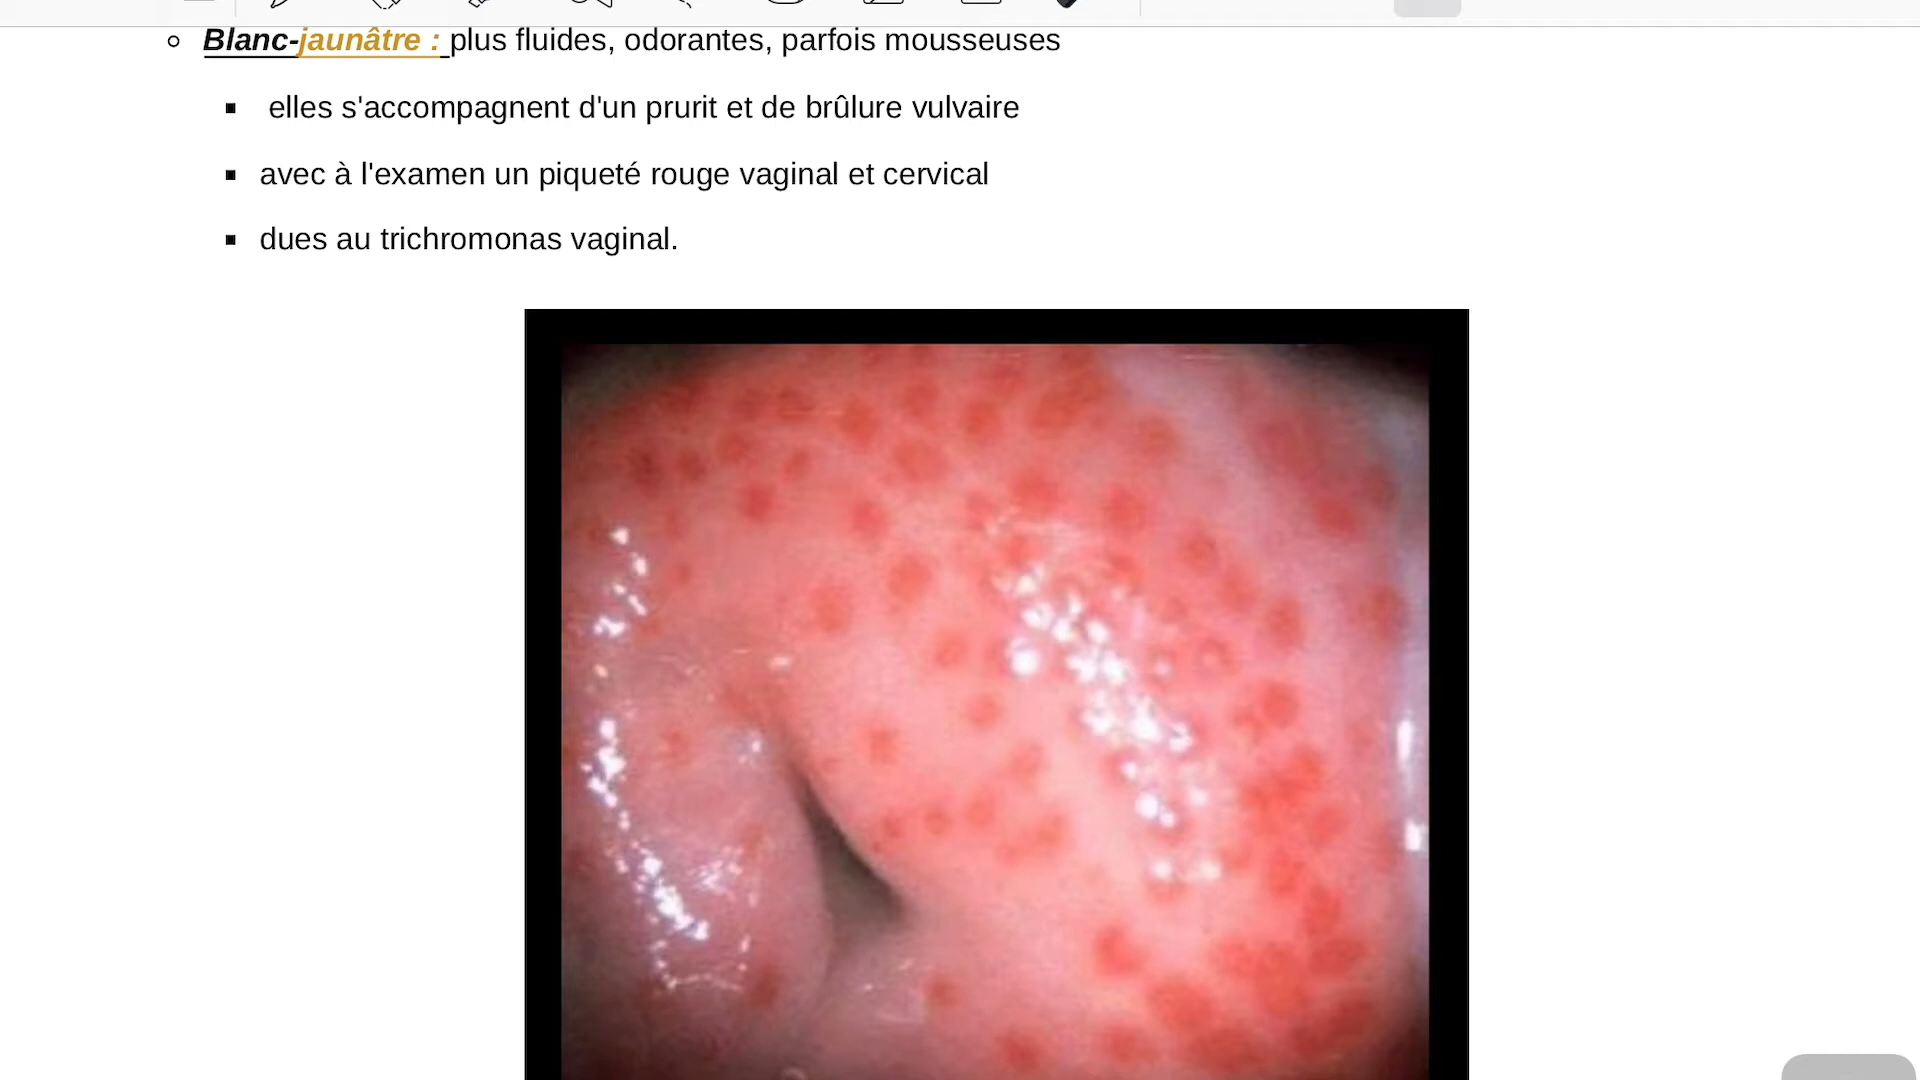 Blanc-jaunâtre : plus fluides, odorantes, parfois mousseuses
elles s'accompagnent d'un prurit et de brûlure vulvaire
avec à l'examen un piqueté rouge vaginal et cervical
dues au trichromonas vaginal.